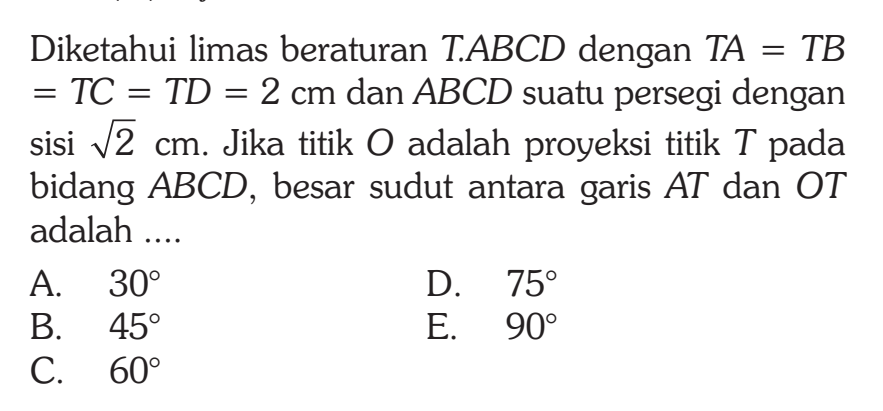 Diketahui limas beraturan T.ABCD dengan TA = TB
= TC = TD = 2 cm dan ABCD suatu persegi dengan
sisi √2 cm. Jika titik O adalah proyeksi titik T pada
bidang ABCD, besar sudut antara garis AT dan OT
adalah ....
A. 30° D. 75°
B. 45° E. 90°
C. 60°